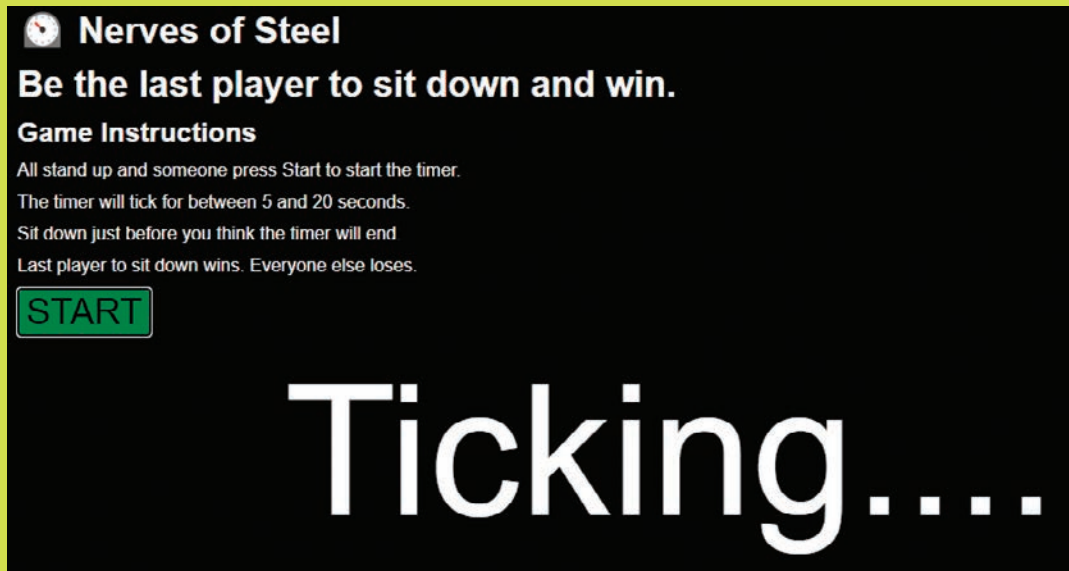 Nerves of Steel
Be the last player to sit down and win.
Game Instructions
All stand up and someone press Start to start the timer.
The timer will tick for between 5 and 20 seconds.
Sit down just before you think the timer will end
Last player to sit down wins. Everyone else loses.
START
Ticking....